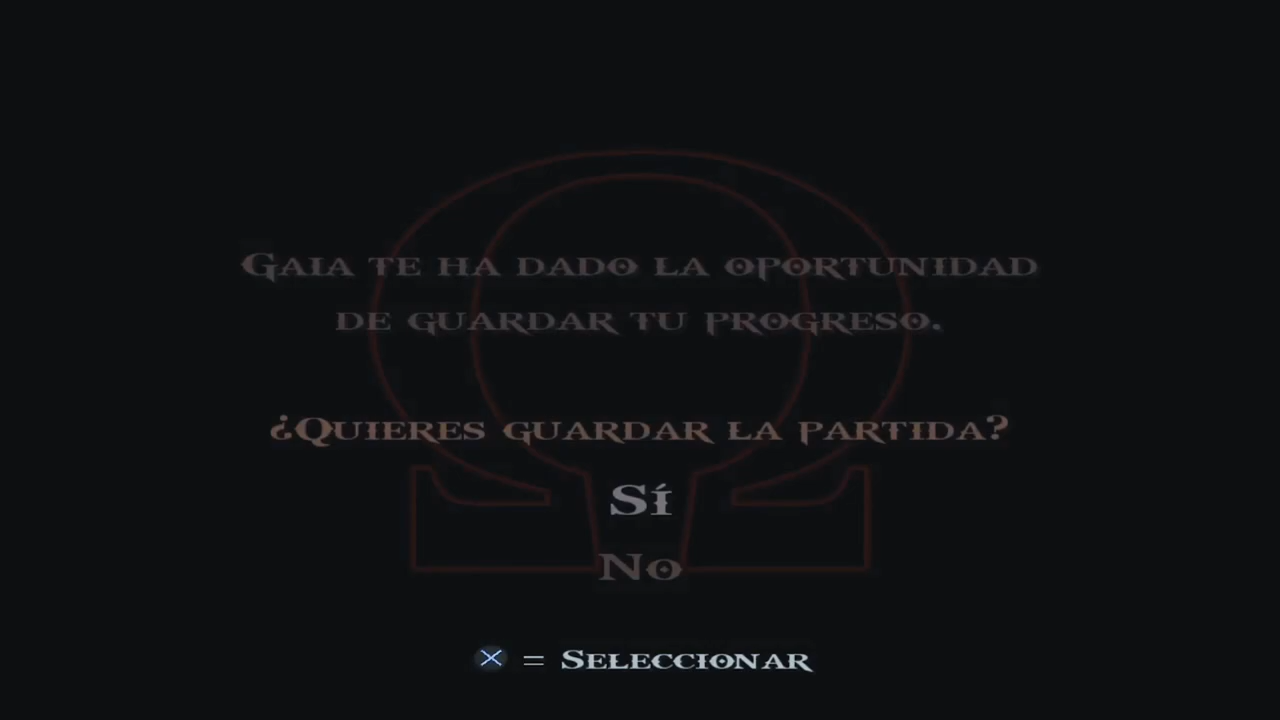 Gaia te ha dado la oportunidad
de guardar tu progreso.
¿Quieres guardar la partida?
Sí
No
= Seleccionar